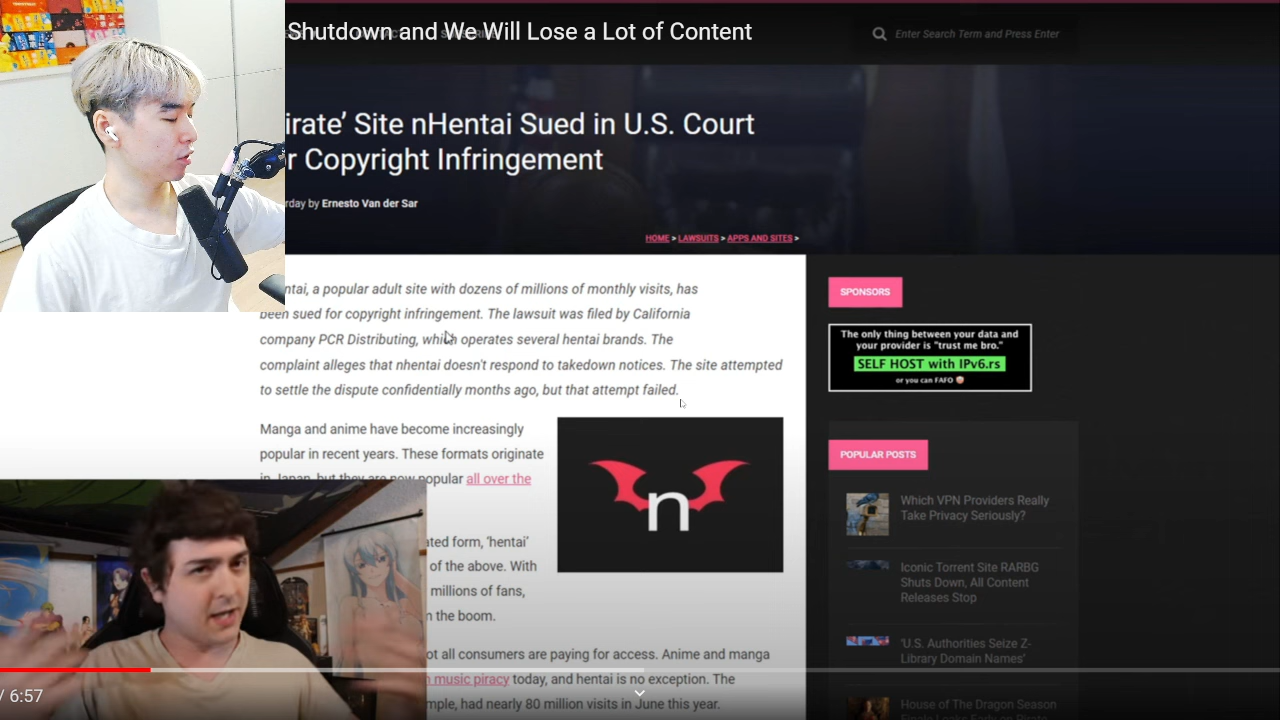 Shutdown and We Will Lose a Lot of Content
Enter Search Term and Press Enter
irate’ Site nHentai Sued in U.S. Court
r Copyright Infringement
rday by Ernesto Van der Sar
HOME > LAWSUITS > APPS AND SITES >
ntai, a popular adult site with dozens of millions of monthly visits, has
been sued for copyright infringement. The lawsuit was filed by California
company PCR Distributing, which operates several hentai brands. The
complaint alleges that nhentai doesn't respond to takedown notices. The site attempted
to settle the dispute confidentially months ago, but that attempt failed.
Manga and anime have become increasingly
popular in recent years. These formats originate
in Japan, but they are now popular all over the
n
ated form, ‘hentai’
of the above. With
millions of fans,
n the boom.
ot all consumers are paying for access. Anime and manga
n music piracy today, and hentai is no exception. The
mple, had nearly 80 million visits in June this year.
SPONSORS
The only thing between your data and
your provider is "trust me bro."
SELF HOST with IPv6.rs
or you can FAFO
POPULAR POSTS
Which VPN Providers Really
Take Privacy Seriously?
Iconic Torrent Site RARBG
Shuts Down, All Content
Releases Stop
‘U.S. Authorities Seize Z-
Library Domain Names’
House of The Dragon Season
/ 6:57